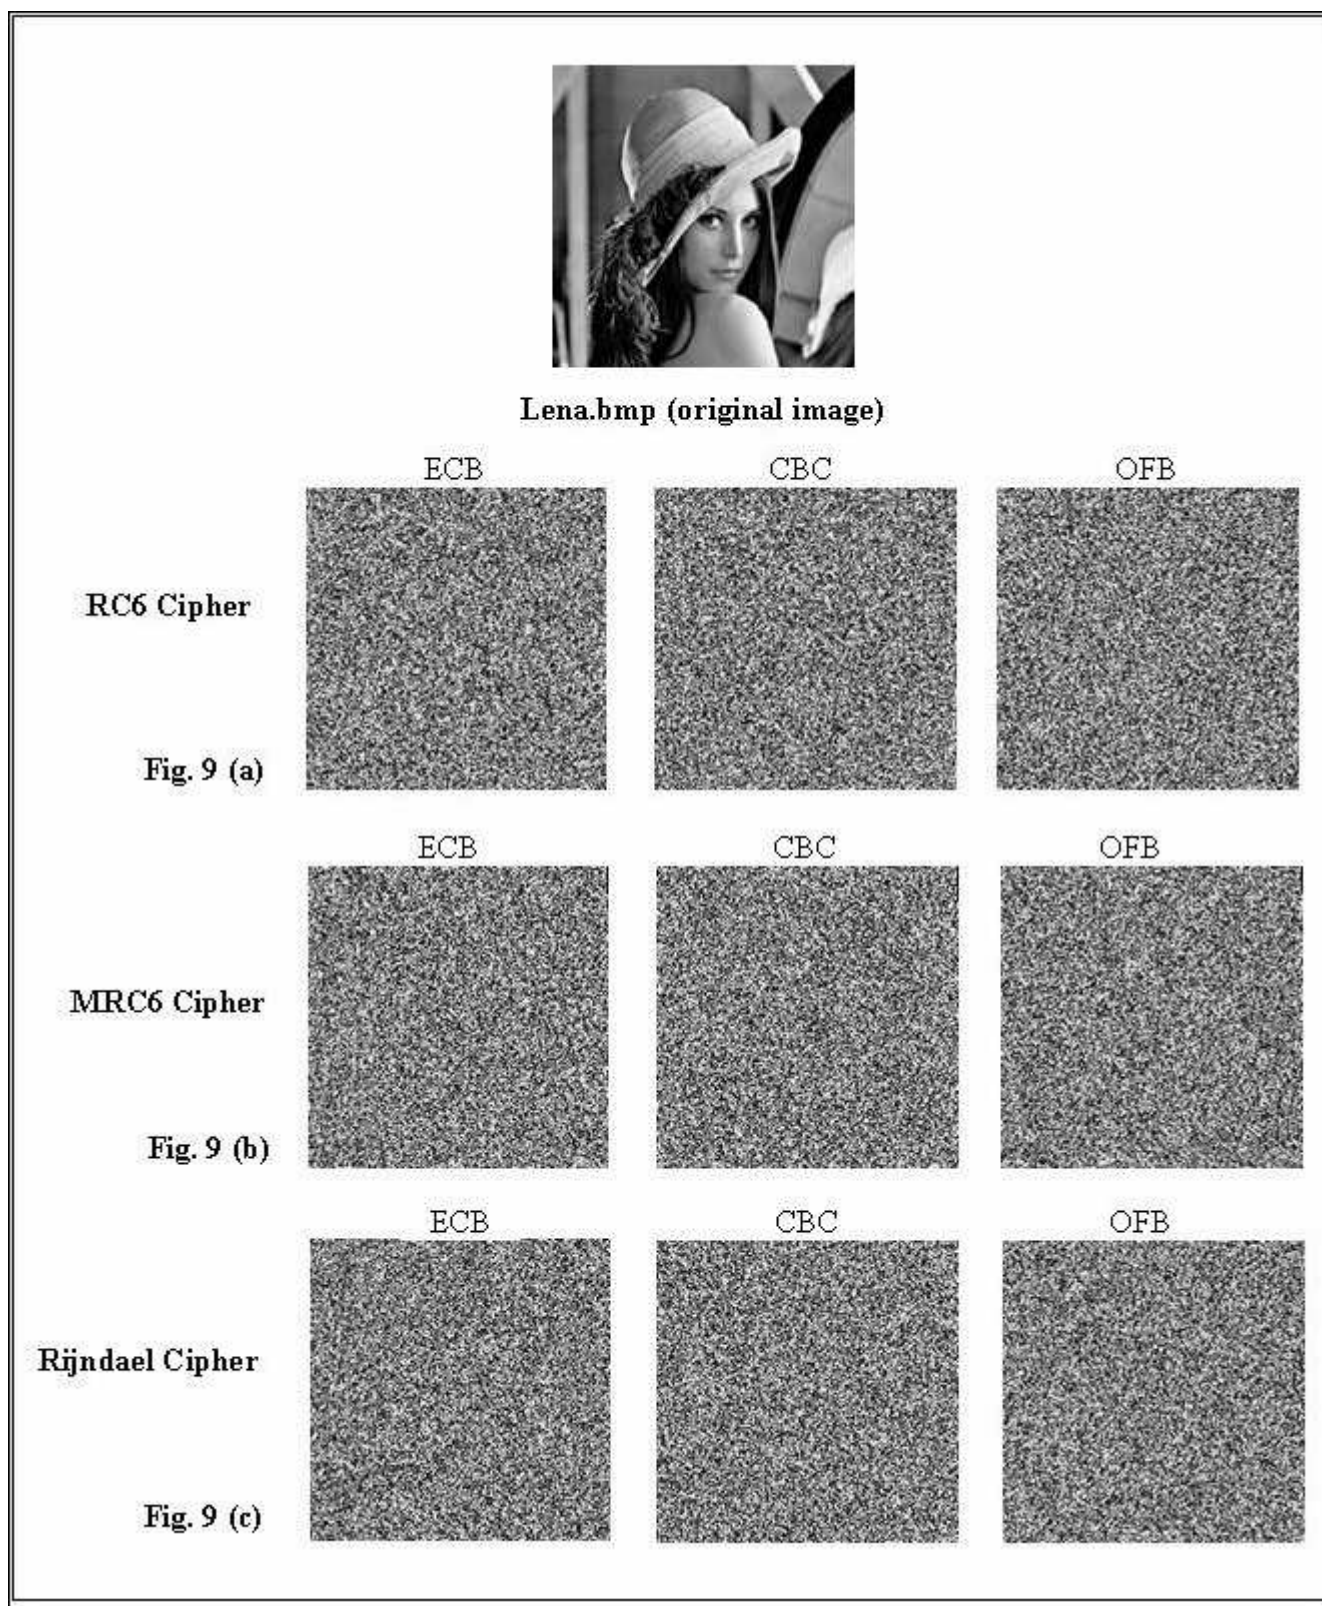 Lena.bmp (original image)
ECB CBC OFB
RC6 Cipher
Fig. 9 (a)
ECB CBC OFB
MRC6 Cipher
Fig. 9 (b)
ECB CBC OFB
Rijndael Cipher
Fig. 9 (c)